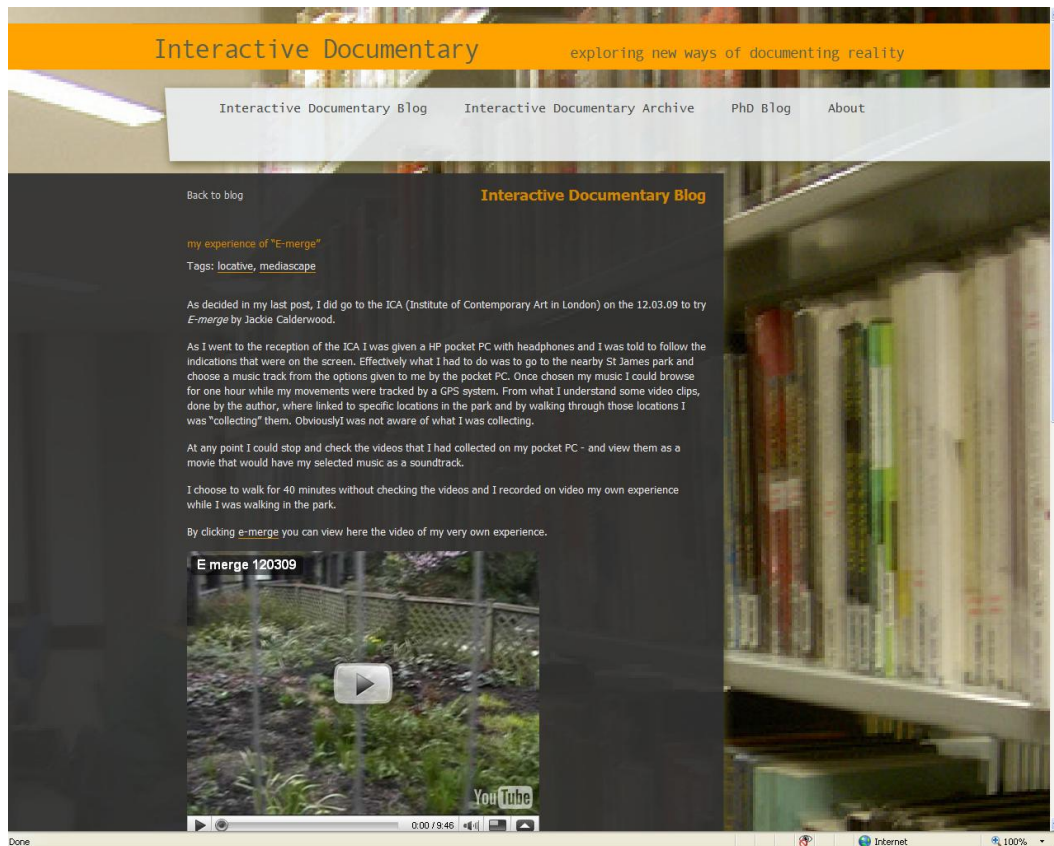 Interactive Documentary
exploring new ways of documenting reality
Interactive Documentary Blog
Interactive Documentary Archive
PhD Blog
About
Back to blog
Interactive Documentary Blog
my experience of "E-merge"
Tags: locative, mediascape
As decided in my last post, I did go to the ICA (Institute of Contemporary Art in London) on the 12.03.09 to try
E-merge by Jackie Calderwood.
As I went to the reception of the ICA I was given a HP pocket PC with headphones and I was told to follow the
indications that were on the screen. Effectively what I had to do was to go to the nearby St James park and
choose a music track from the options given to me by the pocket PC. Once chosen my music I could browse
for one hour while my movements were tracked by a GPS system. From what I understand some video clips,
done by the author, where linked to specific locations in the park and by walking through those locations I
was "collecting" them. ObviouslyI was not aware of what I was collecting.
At any point I could stop and check the videos that I had collected on my pocket PC - and view them as a
movie that would have my selected music as a soundtrack.
I choose to walk for 40 minutes without checking the videos and I recorded on video my own experience
while I was walking in the park.
By clicking e-merge you can view here the video of my very own experience.
E merge 120309
YouTube
0:00 / 9:46
Done
Internet
100%